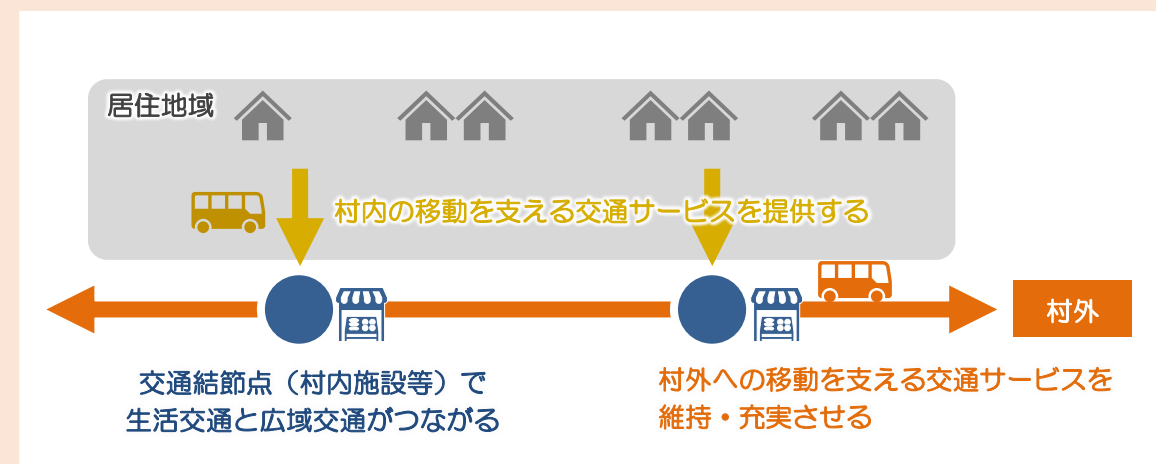 居住地域
村内の移動を支える交通サービスを提供する
村外
交通結節点（村内施設等）で
生活交通と広域交通がつながる
村外への移動を支える交通サービスを
維持・充実させる